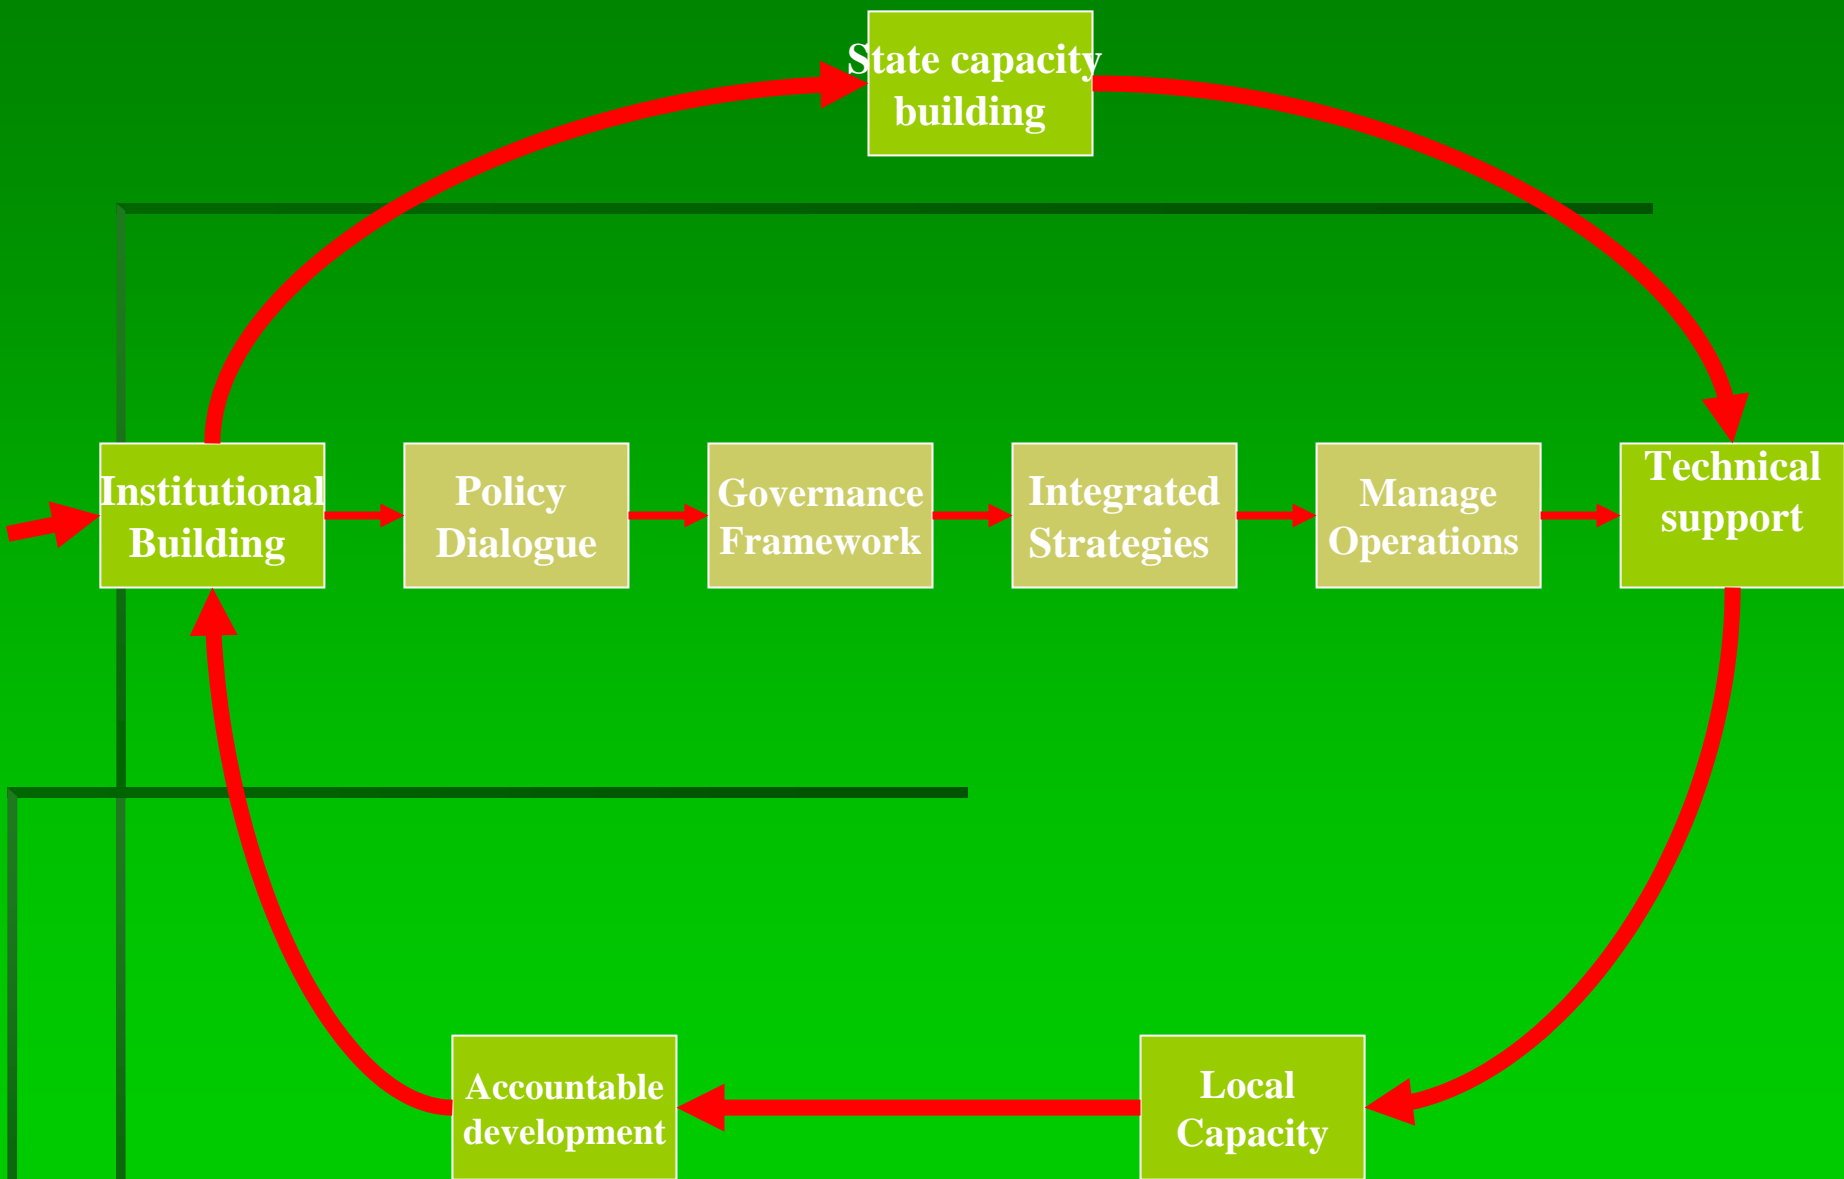 State capacity
building
Institutional
Building
Policy
Dialogue
Governance
Framework
Integrated
Strategies
Manage
Operations
Technical
support
Accountable
development
Local
Capacity